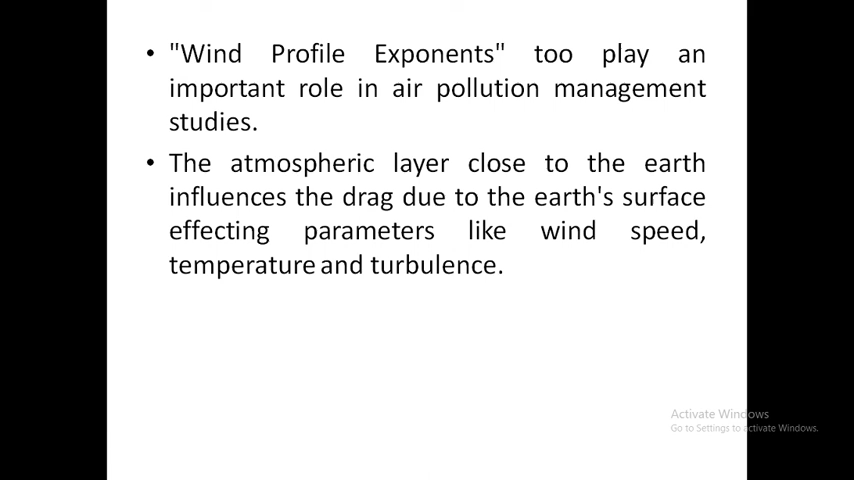 • "Wind Profile Exponents" too play an
important role in air pollution management
studies.
• The atmospheric layer close to the earth
influences the drag due to the earth's surface
effecting parameters like wind speed,
temperature and turbulence.
Activate Windows
Go to Settings to activate Windows.